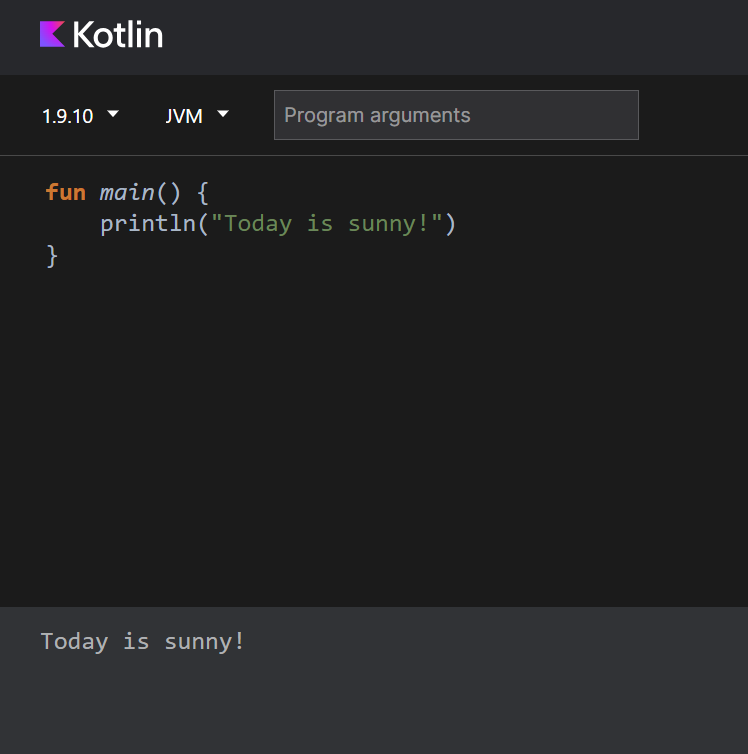 Kotlin
1.9.10 JVM Program arguments
fun main() {
    println("Today is sunny!")
}
Today is sunny!